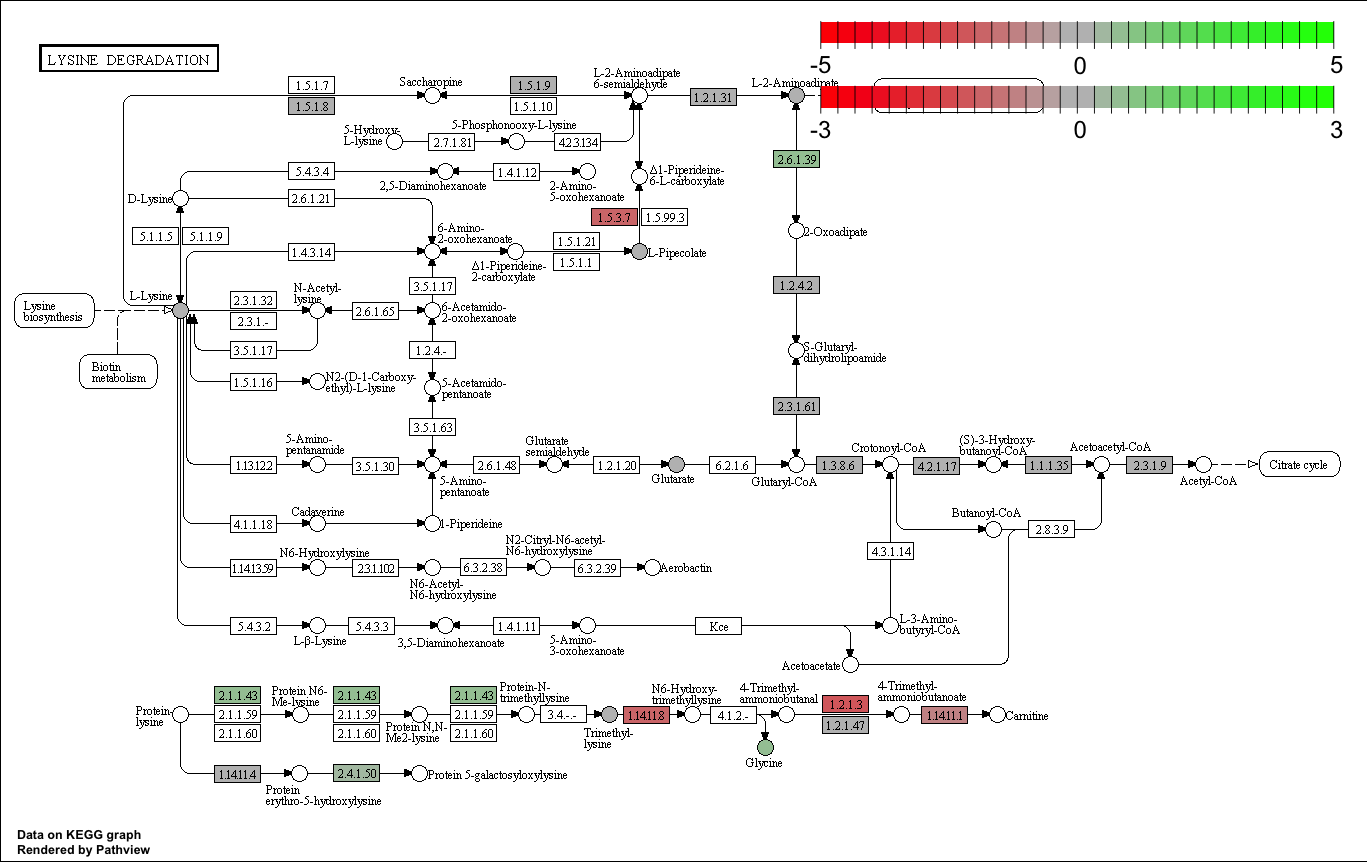 LYSINE DEGRADATION
-5
0
5
-3
0
3
1.5.1.7
1.5.1.8
Saccharopine
1.5.1.9
1.5.1.10
L-2-Aminoadipate
6-semialdehyde
1.2.1.31
L-2-Aminoadipate
5-Hydroxy-
L-lysine
2.7.1.81
5-Phosphonooxy-L-lysine
4.2.3.134
5.4.3.4
2,5-Diaminohexanoate
1.4.1.12
2-Amino-
5-oxohexanoate
Δ1-Piperideine-
6-L-carboxylate
2.6.1.39
D-Lysine
2.6.1.21
5.1.1.5
5.1.1.9
1.5.3.7
1.5.99.3
2-Oxoadipate
1.4.3.14
6-Amino-
2-oxohexanoate
Δ1-Piperideine-
2-carboxylate
1.5.1.21
1.5.1.1
L-Pipecolate
1.2.4.2
3.5.1.17
L-Lysine
Lysine
biosynthesis
2.3.1.32
2.3.1.-
N-Acetyl-
lysine
2.6.1.65
6-Acetamido-
2-oxohexanoate
3.5.1.17
1.2.4.-
S-Glutaryl-
dihydrolipoamide
Biotin
metabolism
1.5.1.16
N2-(D-1-Carboxy-
ethyl)-L-lysine
5-Acetamido-
pentanoate
2.3.1.61
3.5.1.63
1.13.12.2
5-Amino-
pentanamide
3.5.1.30
5-Amino-
pentanoate
2.6.1.48
Glutarate
semialdehyde
1.2.1.20
Glutarate
6.2.1.6
Glutaryl-CoA
1.3.8.6
Crotonoyl-CoA
4.2.1.17
(S)-3-Hydroxy-
butanoyl-CoA
1.1.1.35
Acetoacetyl-CoA
2.3.1.9
Acetyl-CoA
Citrate cycle
4.1.1.18
Cadaverine
1-Piperideine
Butanoyl-CoA
2.8.3.9
4.3.1.14
1.14.13.59
N6-Hydroxylysine
2.3.1.102
N6-Acetyl-
N6-hydroxylysine
6.3.2.38
N2-Citryl-N6-acetyl-
N6-hydroxylysine
6.3.2.39
Aerobactin
5.4.3.2
L-β-Lysine
5.4.3.3
3,5-Diaminohexanoate
1.4.1.11
5-Amino-
3-oxohexanoate
Kce
L-3-Amino-
butyryl-CoA
Acetoacetate
Protein-
lysine
2.1.1.43
2.1.1.59
2.1.1.60
Protein N6-
Me-lysine
2.1.1.43
2.1.1.59
2.1.1.60
Protein N,N-
Me2-lysine
2.1.1.43
2.1.1.59
2.1.1.60
Protein-N-
trimethyllysine
3.4.-.-
Trimethyl-
lysine
1.14.11.8
N6-Hydroxy-
trimethyllysine
4.1.2.-
4-Trimethyl-
ammoniobutanal
1.2.1.3
1.2.1.47
4-Trimethyl-
ammoniobutanoate
1.14.11.1
Carnitine
Glycine
1.14.11.4
Protein
erythro-5-hydroxylysine
2.4.1.50
Protein 5-galactosyloxylysine
Data on KEGG graph
Rendered by Pathview